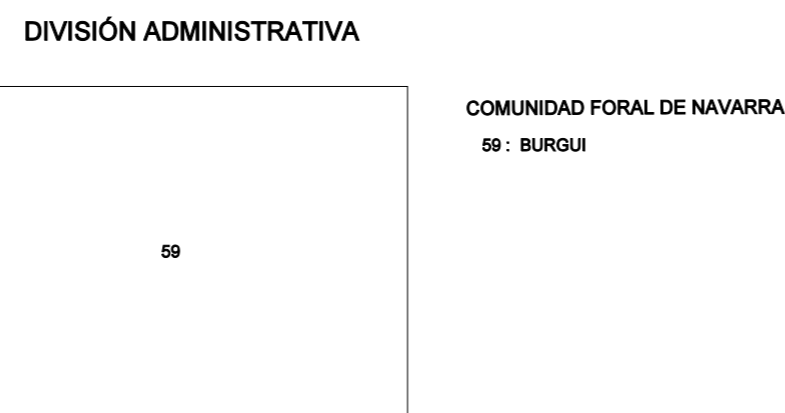 DIVISIÓN ADMINISTRATIVA
COMUNIDAD FORAL DE NAVARRA
59 : BURGUI
59